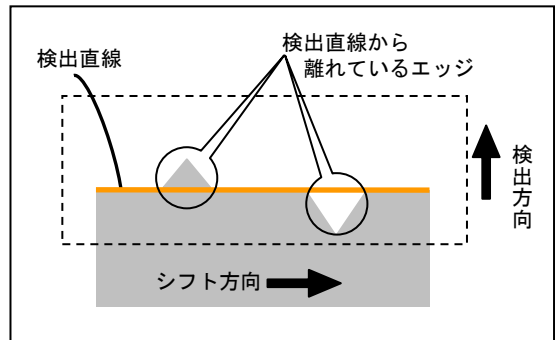 検出直線
検出直線から
離れているエッジ
検出方向
シフト方向